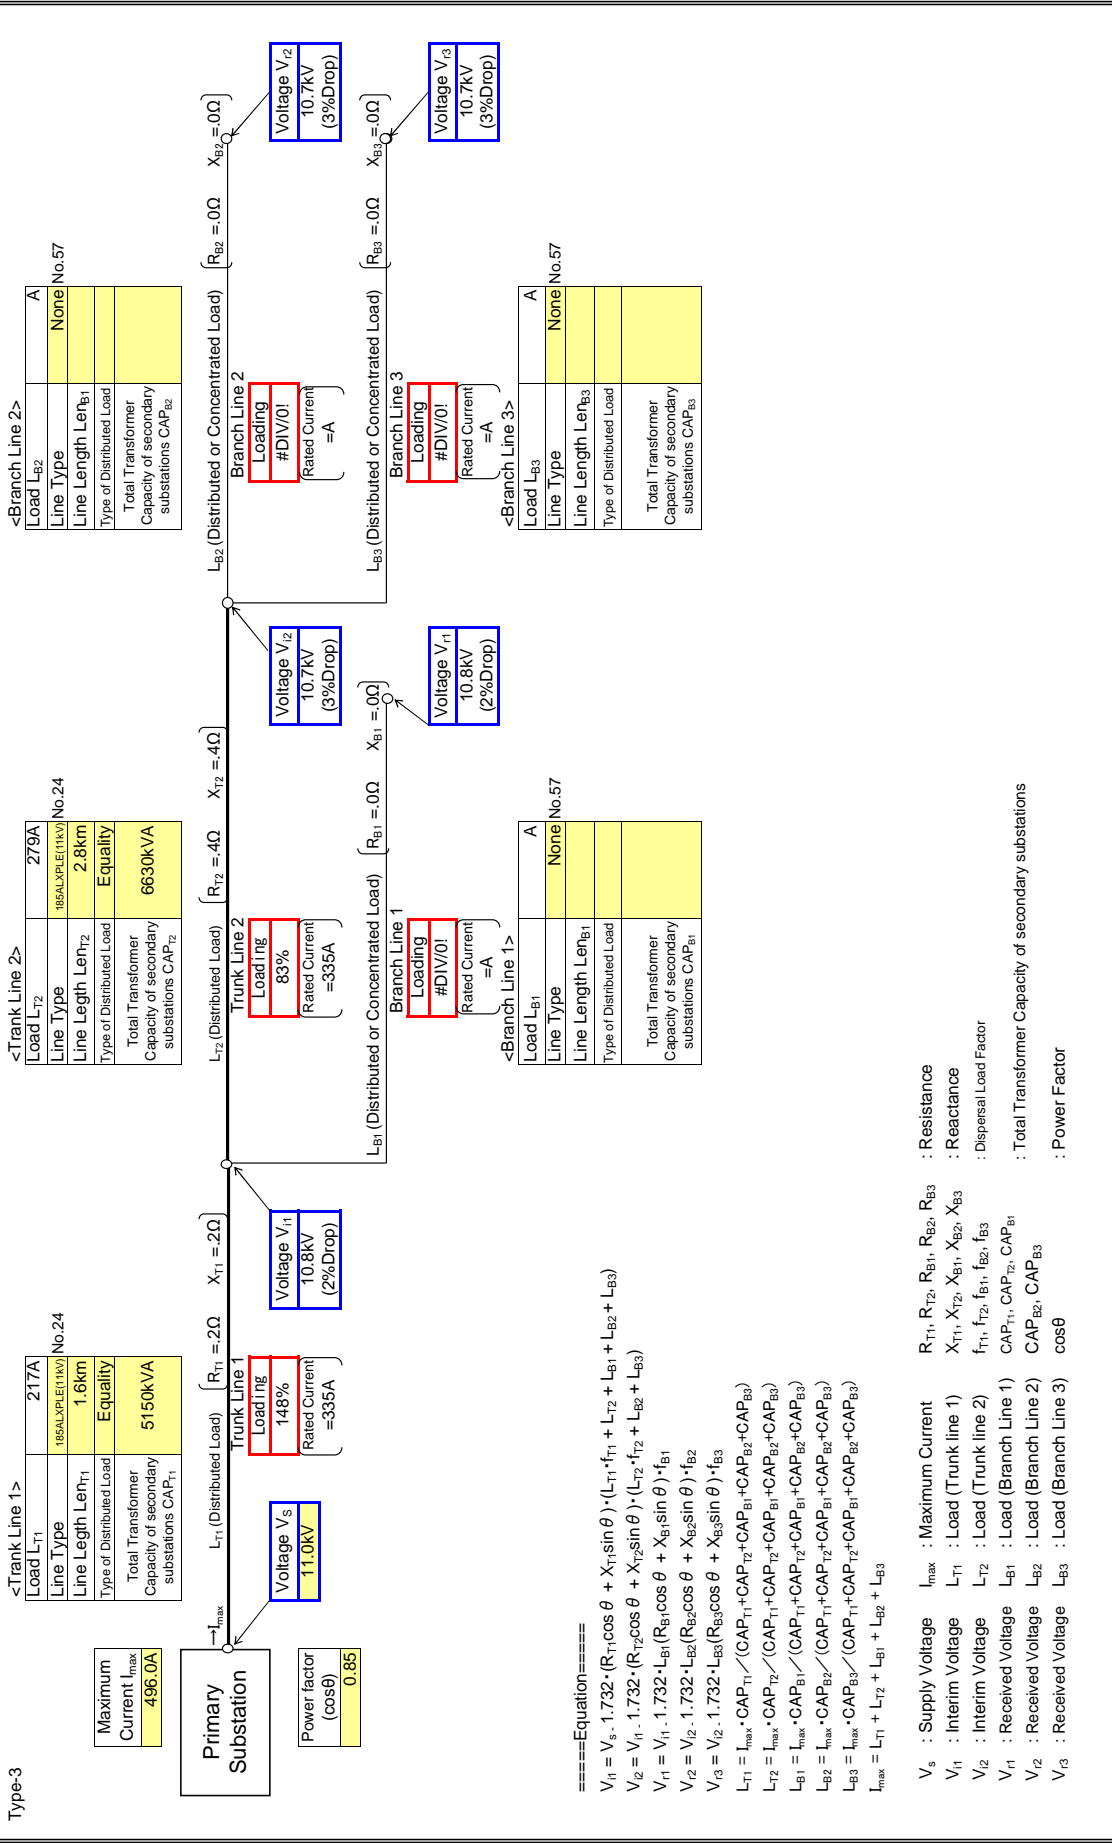 Type-3
<Trank Line 1>
Load LT1 217A
Line Type 185ALXPLE(11kV) No.24
Line Legth LenT1 1.6km
Type of Distributed Load Equality
Total Transformer
Capacity of secondary
substations CAPT1 5150kVA
<Trank Line 2>
Load LT2 279A
Line Type 185ALXPLE(11kV) No.24
Line Length LenT2 2.8km
Type of Distributed Load Equality
Total Transformer
Capacity of secondary
substations CAPT2 6630kVA
<Branch Line 2>
Load LB2 A
Line Type None No.57
Line Length LenB1
Type of Distributed Load
Total Transformer
Capacity of secondary
substations CAPB2
Maximum
Current Imax
496.0A
Primary
Substation
→Imax
Power factor
(cosθ)
0.85
Voltage VS
11.0kV
LT1 (Distributed Load)
RT1 =.2Ω XT1 =.2Ω
Trunk Line 1
Loading
148%
Rated Current
=335A
Voltage Vi1
10.8kV
(2%Drop)
LT2 (Distributed Load)
RT2 =.4Ω XT2 =.4Ω
Trunk Line 2
Loading
83%
Rated Current
=335A
Voltage Vi2
10.7kV
(3%Drop)
LB2 (Distributed or Concentrated Load)
RB2 =.0Ω XB2 =.0Ω
Branch Line 2
Loading
#DIV/0!
Rated Current
=A
Voltage Vr2
10.7kV
(3%Drop)
LB1 (Distributed or Concentrated Load)
RB1 =.0Ω XB1 =.0Ω
Branch Line 1
Loading
#DIV/0!
Rated Current
=A
Voltage Vr1
10.8kV
(2%Drop)
LB3 (Distributed or Concentrated Load)
RB3 =.0Ω XB3 =.0Ω
Branch Line 3
Loading
#DIV/0!
Rated Current
=A
Voltage Vr3
10.7kV
(3%Drop)
<Branch Line 1>
Load LB1 A
Line Type None No.57
Line Length LenB1
Type of Distributed Load
Total Transformer
Capacity of secondary
substations CAPB1
<Branch Line 3>
Load LB3 A
Line Type None No.57
Line Length LenB3
Type of Distributed Load
Total Transformer
Capacity of secondary
substations CAPB3
=====Equation=====
Vi1 = Vs - 1.732・(RT1cos θ + XT1sin θ)・(LT1・fT1 + LT2 + LB1 + LB2 + LB3)
Vi2 = Vi1 - 1.732・(RT2cos θ + XT2sin θ)・(LT2・fT2 + LB2 + LB3)
Vr1 = Vi1 - 1.732・LB1(RB1cos θ + XB1sin θ)・fB1
Vr2 = Vi2 - 1.732・LB2(RB2cos θ + XB2sin θ)・fB2
Vr3 = Vi2 - 1.732・LB3(RB3cos θ + XB3sin θ)・fB3
LT1 = Imax・CAPT1/(CAPT1+CAPT2+CAPB1+CAPB2+CAPB3)
LT2 = Imax・CAPT2/(CAPT1+CAPT2+CAPB1+CAPB2+CAPB3)
LB1 = Imax・CAPB1/(CAPT1+CAPT2+CAPB1+CAPB2+CAPB3)
LB2 = Imax・CAPB2/(CAPT1+CAPT2+CAPB1+CAPB2+CAPB3)
LB3 = Imax・CAPB3/(CAPT1+CAPT2+CAPB1+CAPB2+CAPB3)
Imax = LT1 + LT2 + LB1 + LB2 + LB3
Vs : Supply Voltage Imax : Maximum Current RT1, RT2, RB1, RB2, RB3 : Resistance
Vi1 : Interim Voltage LT1 : Load (Trunk line 1) XT1, XT2, XB1, XB2, XB3 : Reactance
Vi2 : Interim Voltage LT2 : Load (Trunk line 2) fT1, fT2, fB1, fB2, fB3 : Dispersal Load Factor
Vr1 : Received Voltage LB1 : Load (Branch Line 1) CAPT1, CAPT2, CAPB1 : Total Transformer Capacity of secondary substations
Vr2 : Received Voltage LB2 : Load (Branch Line 2) CAPB2, CAPB3
Vr3 : Received Voltage LB3 : Load (Branch Line 3) cosθ : Power Factor